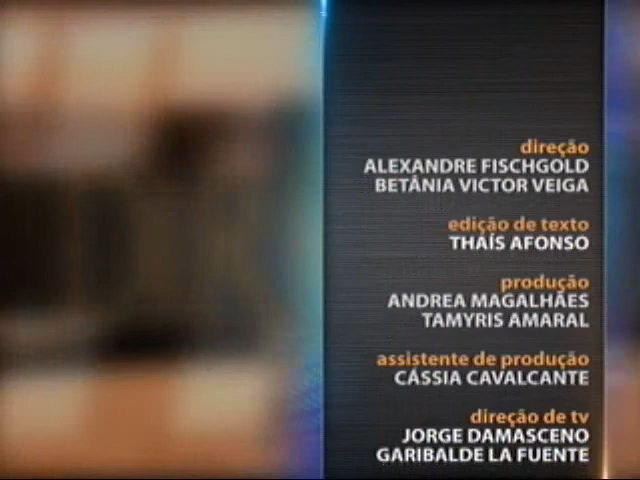 direção
ALEXANDRE FISCHGOLD
BETÂNIA VICTOR VEIGA
edição de texto
THAÍS AFONSO
produção
ANDREA MAGALHÃES
TAMYRIS AMARAL
assistente de produção
CÁSSIA CAVALCANTE
direção de tv
JORGE DAMASCENO
GARIBALDE LA FUENTE